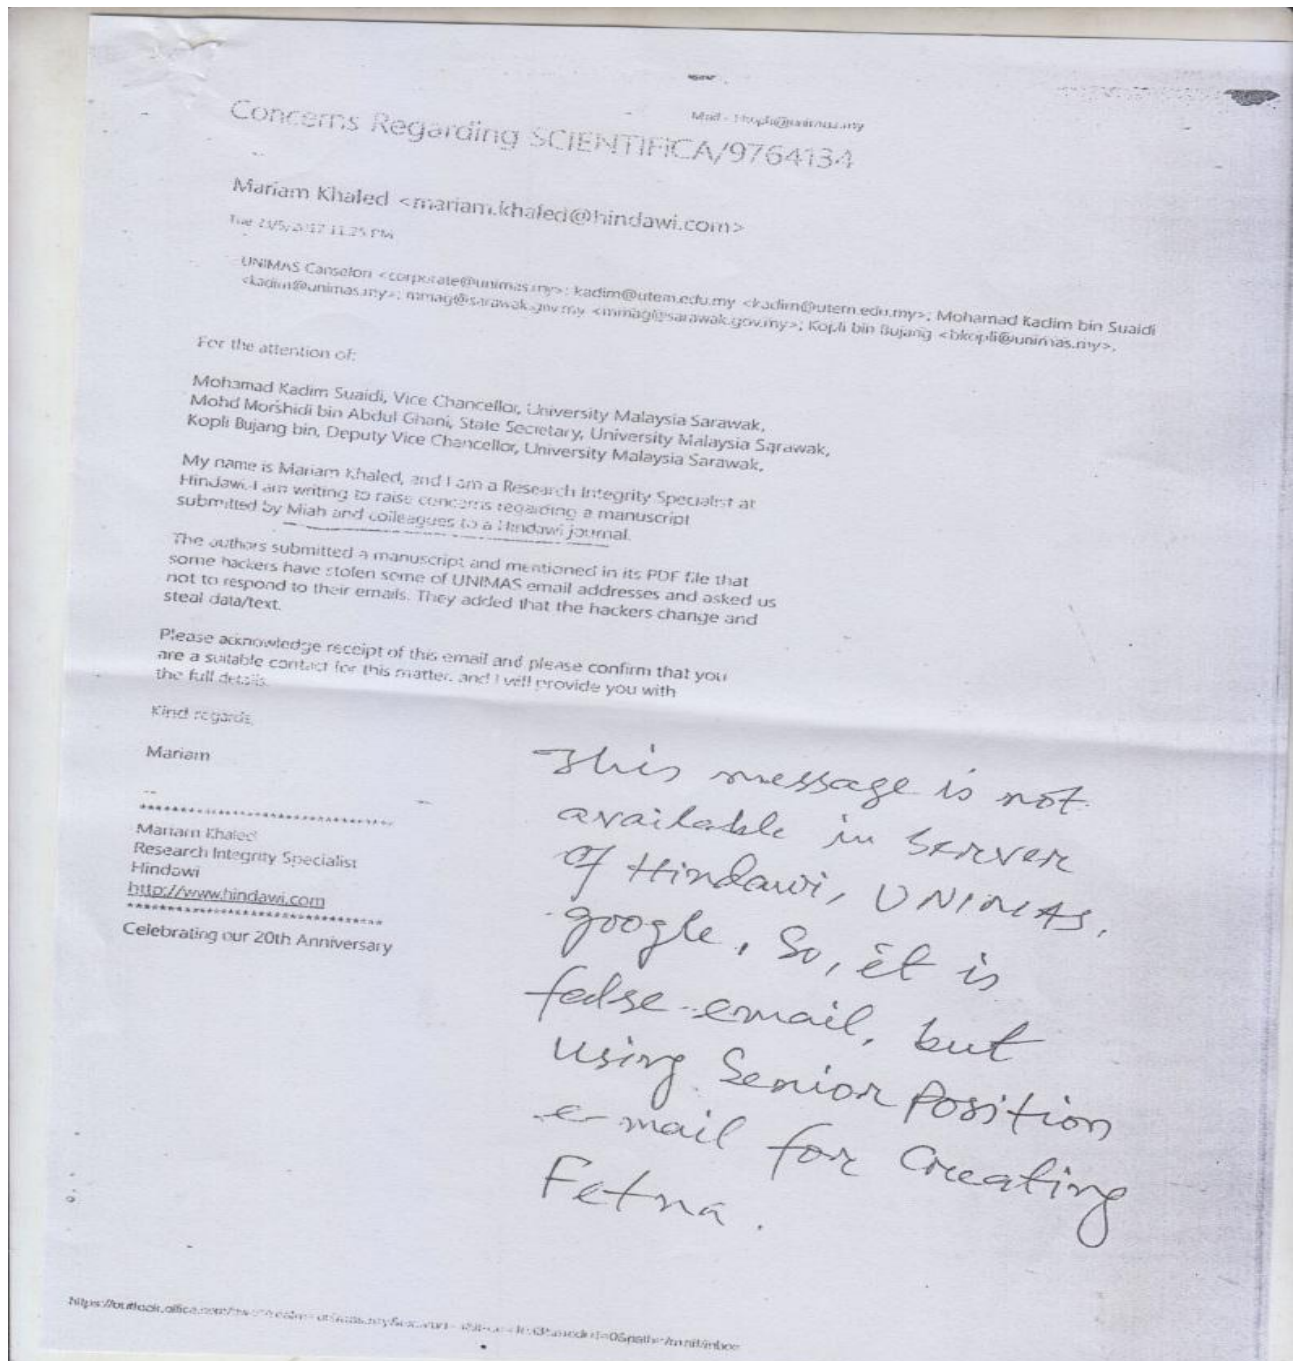 Concerns Regarding SCIENTIFICA/9764134
Mariam Khaled <mariam.khaled@hindawi.com>
11:25 PM
UNIMAS Canselori <corporate@unimas.my>; kadim@utem.edu.my <kadim@utem.edu.my>; Mohamad Kadim bin Suaidi
<kadim@unimas.my>; mmag@sarawak.gov.my <mmag@sarawak.gov.my>; Kopli bin Bujang <bkopli@unimas.my>,
For the attention of:
Mohamad Kadim Suaidi, Vice Chancellor, University Malaysia Sarawak,
Mohd Morshidi bin Abdul Ghani, State Secretary, University Malaysia Sarawak,
Kopli Bujang bin, Deputy Vice Chancellor, University Malaysia Sarawak,
My name is Mariam Khaled, and I am a Research Integrity Specialist at
Hindawi. I am writing to raise concerns regarding a manuscript
submitted by Miah and colleagues to a Hindawi journal.
The authors submitted a manuscript and mentioned in its PDF file that
some hackers have stolen some of UNIMAS email addresses and asked us
not to respond to their emails. They added that the hackers change and
steal data/text.
Please acknowledge receipt of this email and please confirm that you
are a suitable contact for this matter, and I will provide you with
the full details.
Kind regards,
Mariam
--
********************************
Mariam Khaled
Research Integrity Specialist
Hindawi
http://www.hindawi.com
********************************
Celebrating our 20th Anniversary
This message is not
available in Server
of Hindawi, UNIMAS,
google, So, it is
false email, but
using Senior Position
e-mail for Creating
Fetna.